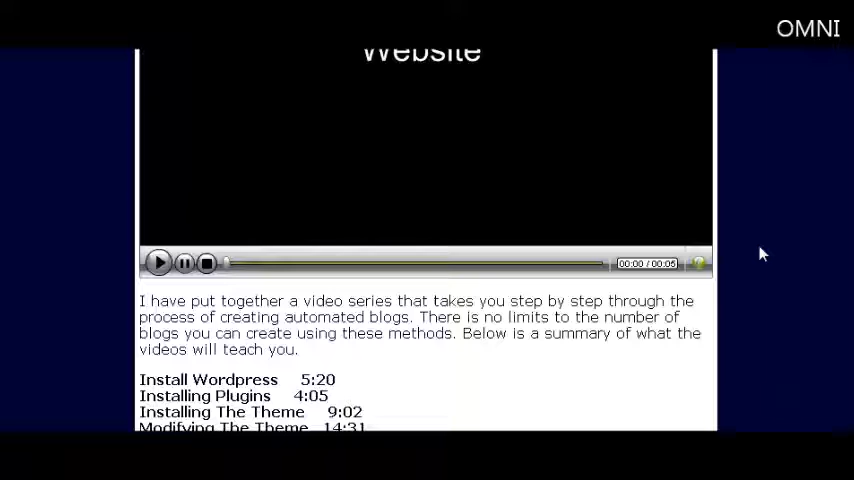 OMNI
Website
00:00 / 00:05
I have put together a video series that takes you step by step through the
process of creating automated blogs. There is no limits to the number of
blogs you can create using these methods. Below is a summary of what the
videos will teach you.
Install Wordpress 5:20
Installing Plugins 4:05
Installing The Theme 9:02
Modifying The Theme 14:31